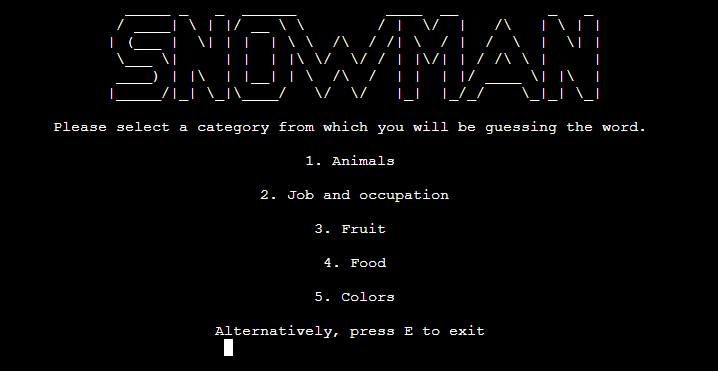 SNOWMAN
Please select a category from which you will be guessing the word.
1. Animals
2. Job and occupation
3. Fruit
4. Food
5. Colors
Alternatively, press E to exit